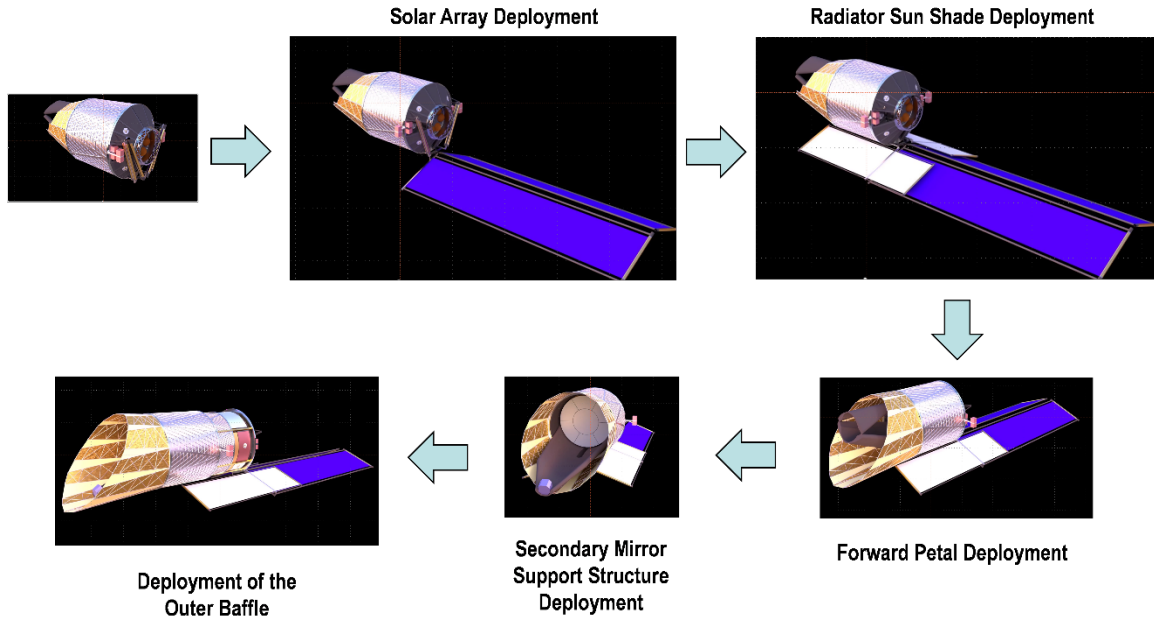 Solar Array Deployment
Radiator Sun Shade Deployment
Forward Petal Deployment
Secondary Mirror
Support Structure
Deployment
Deployment of the
Outer Baffle